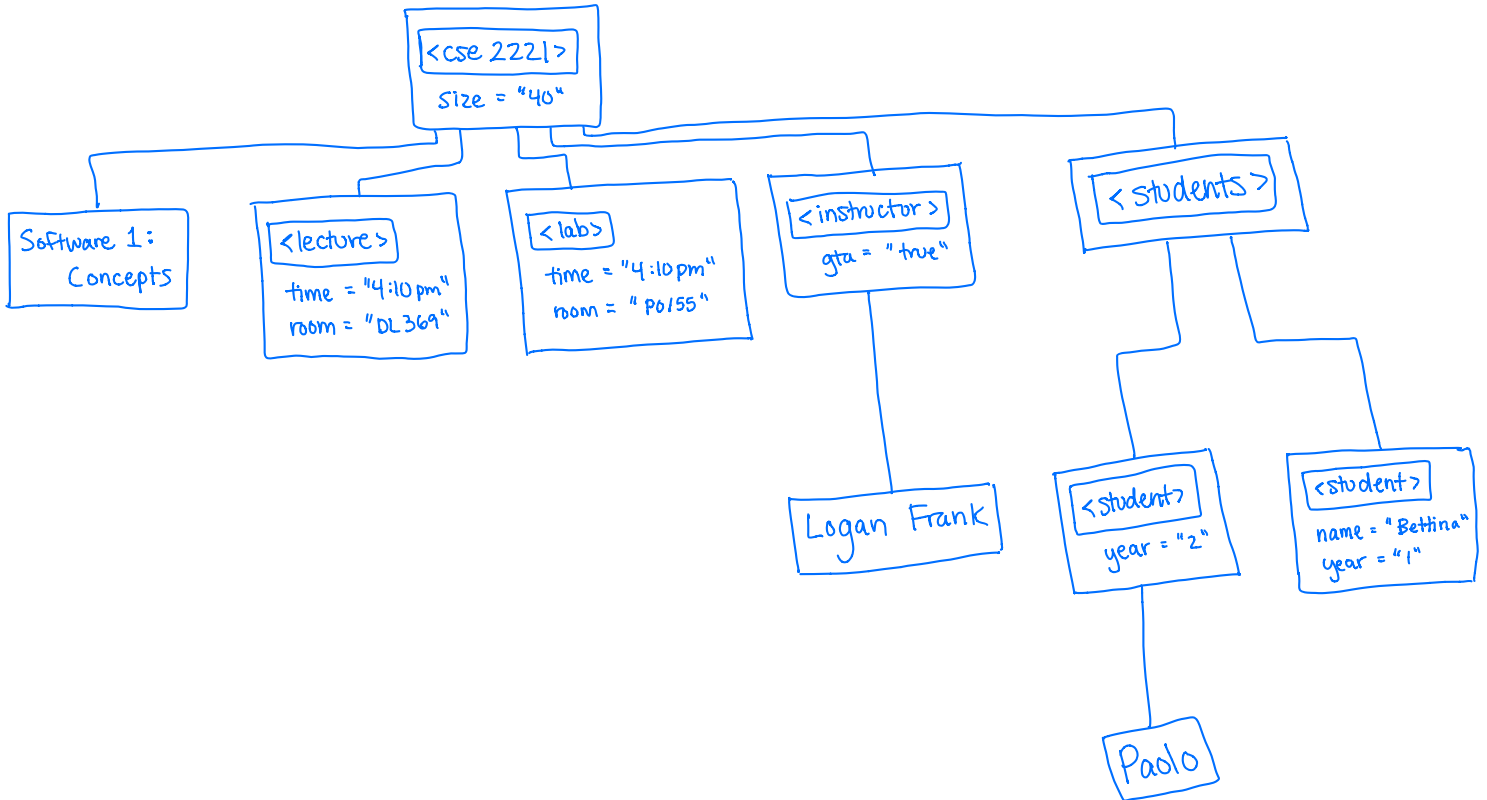 <cse 2221>
size = "40"
Software 1:
Concepts
<lecture>
time = "4:10pm"
room = "DL369"
<lab>
time = "4:10pm"
room = "PO155"
<instructor>
gta = "true"
<students>
Logan Frank
<student>
year = "2"
<student>
name = "Bettina"
year = "1"
Paolo